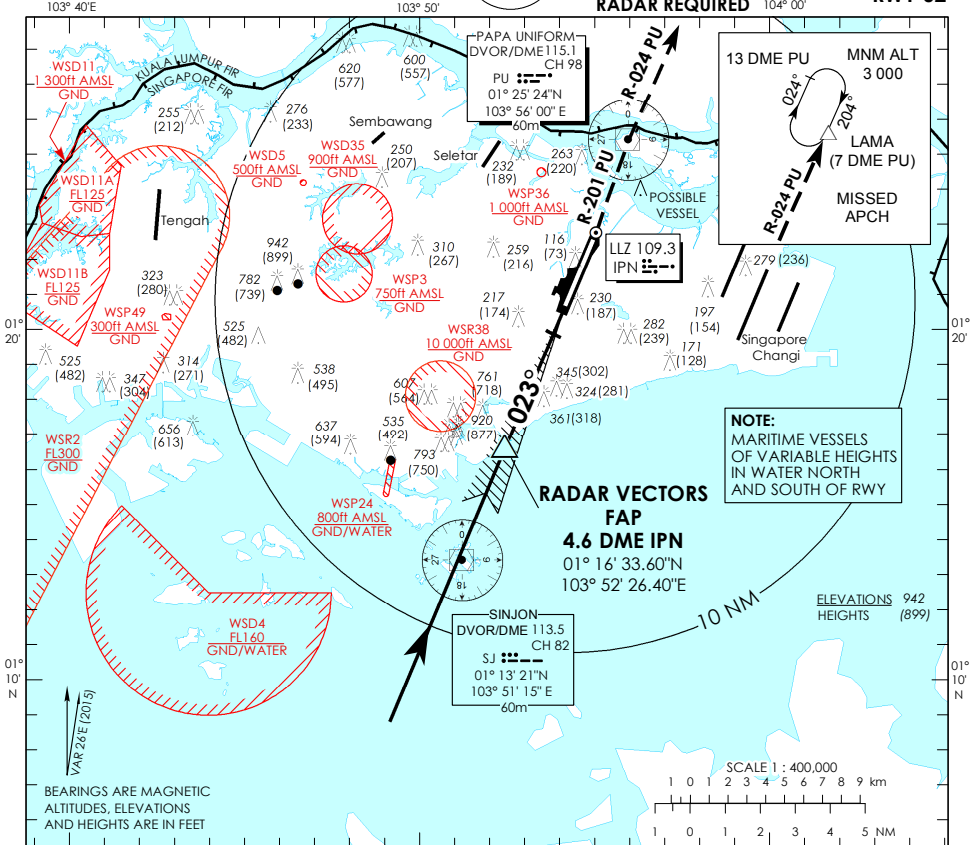 103° 40'E
103° 50'
RADAR REQUIRED
104° 00'
PAPA UNIFORM
DVOR/DME 115.1
CH 98
PU
01° 25' 24"N
103° 56' 00" E
60m
13 DME PU
MNM ALT
3 000
024°
204°
LAMA
(7 DME PU)
MISSED
APCH
R-024 PU
R-024 PU
R-201 PU
WSD11
1 300ft AMSL
GND
KUALA LUMPUR FIR
SINGAPORE FIR
620
(577)
600
(557)
255
(212)
276
(233)
Sembawang
250
(207)
Seletar
232
(189)
263
(220)
WSD5
500ft AMSL
GND
WSD35
900ft AMSL
GND
WSP36
1 000ft AMSL
GND
WSD11A
FL125
GND
Tengah
POSSIBLE
VESSEL
LLZ 109.3
IPN
942
(899)
782
(739)
310
(267)
259
(216)
116
(73)
279 (236)
WSD11B
FL125
GND
323
(280)
WSP3
750ft AMSL
GND
WSP49
300ft AMSL
GND
217
(174)
230
(187)
197
(154)
01°
20'
01°
20'
525
(482)
WSR38
10 000ft AMSL
GND
282
(239)
171
(128)
Singapore
Changi
525
(482)
347
(304)
314
(271)
538
(495)
607
(564)
761
(718)
345(302)
324 (281)
361(318)
023°
656
(613)
637
(594)
535
(492)
920
(877)
793
(750)
WSR2
FL300
GND
WSP24
800ft AMSL
GND/WATER
NOTE:
MARITIME VESSELS
OF VARIABLE HEIGHTS
IN WATER NORTH
AND SOUTH OF RWY
RADAR VECTORS
FAP
4.6 DME IPN
01° 16' 33.60"N
103° 52' 26.40"E
0
9
18
27
10 NM
ELEVATIONS 942
HEIGHTS (899)
WSD4
FL160
GND/WATER
SINJON
DVOR/DME 113.5
CH 82
SJ
01° 13' 21"N
103° 51' 15" E
60m
01°
10'
N
01°
10'
N
VAR 26'E (2015)
BEARINGS ARE MAGNETIC
ALTITUDES, ELEVATIONS
AND HEIGHTS ARE IN FEET
SCALE 1 : 400,000
1 0 1 2 3 4 5 6 7 8 9 km
1 0 1 2 3 4 5 NM